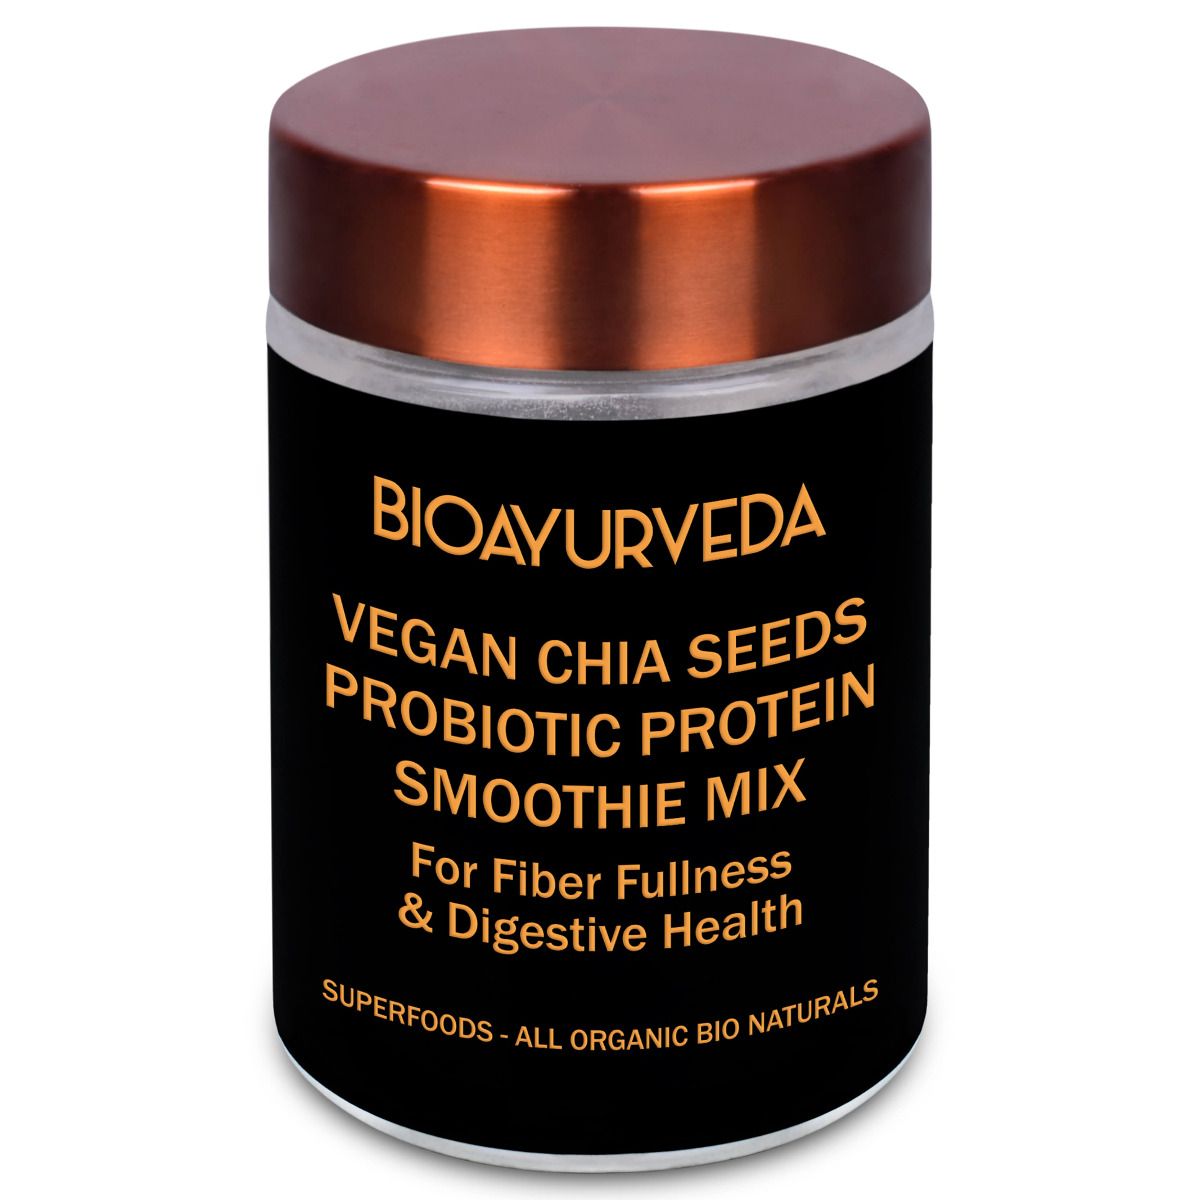 BIOAYURVEDA
VEGAN CHIA SEEDS
PROBIOTIC PROTEIN
SMOOTHIE MIX
For Fiber Fullness
& Digestive Health
SUPERFOODS - ALL ORGANIC BIO NATURALS